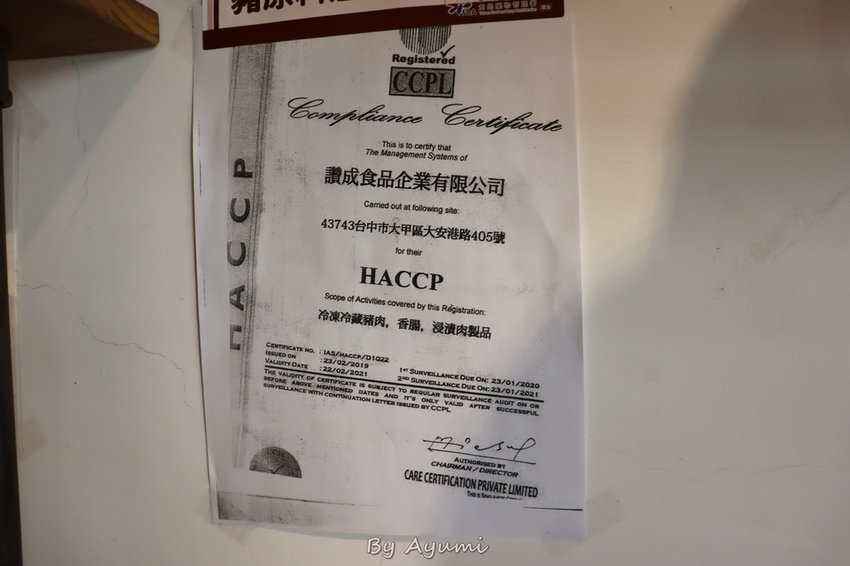 Registered
CCPL
Compliance Certificate
This is to certify that
The Management Systems of
讚成食品企業有限公司
Carried out at following site:
43743台中市大甲區大安港路405號
for their
HACCP
Scope of Activities covered by this Registration:
冷凍冷藏豬肉，香腸，浸漬肉製品
HACCP
CERTIFICATE NO. : IAS/HACCP/D1022
ISSUED ON : 23/02/2019 1ST SURVEILLANCE DUE ON: 23/01/2020
VALIDITY DATE : 22/02/2021 2ND SURVEILLANCE DUE ON: 23/01/2021
THE VALIDITY OF CERTIFICATE IS SUBJECT TO REGULAR SURVEILLANCE AUDIT ON OR
BEFORE ABOVE MENTIONED DATES AND IT'S ONLY VALID AFTER SUCCESSFUL
SURVEILLANCE WITH CONTINUATION LETTER ISSUED BY CCPL
AUTHORISED BY
CHAIRMAN / DIRECTOR
CARE CERTIFICATION PRIVATE LIMITED
By Ayumi